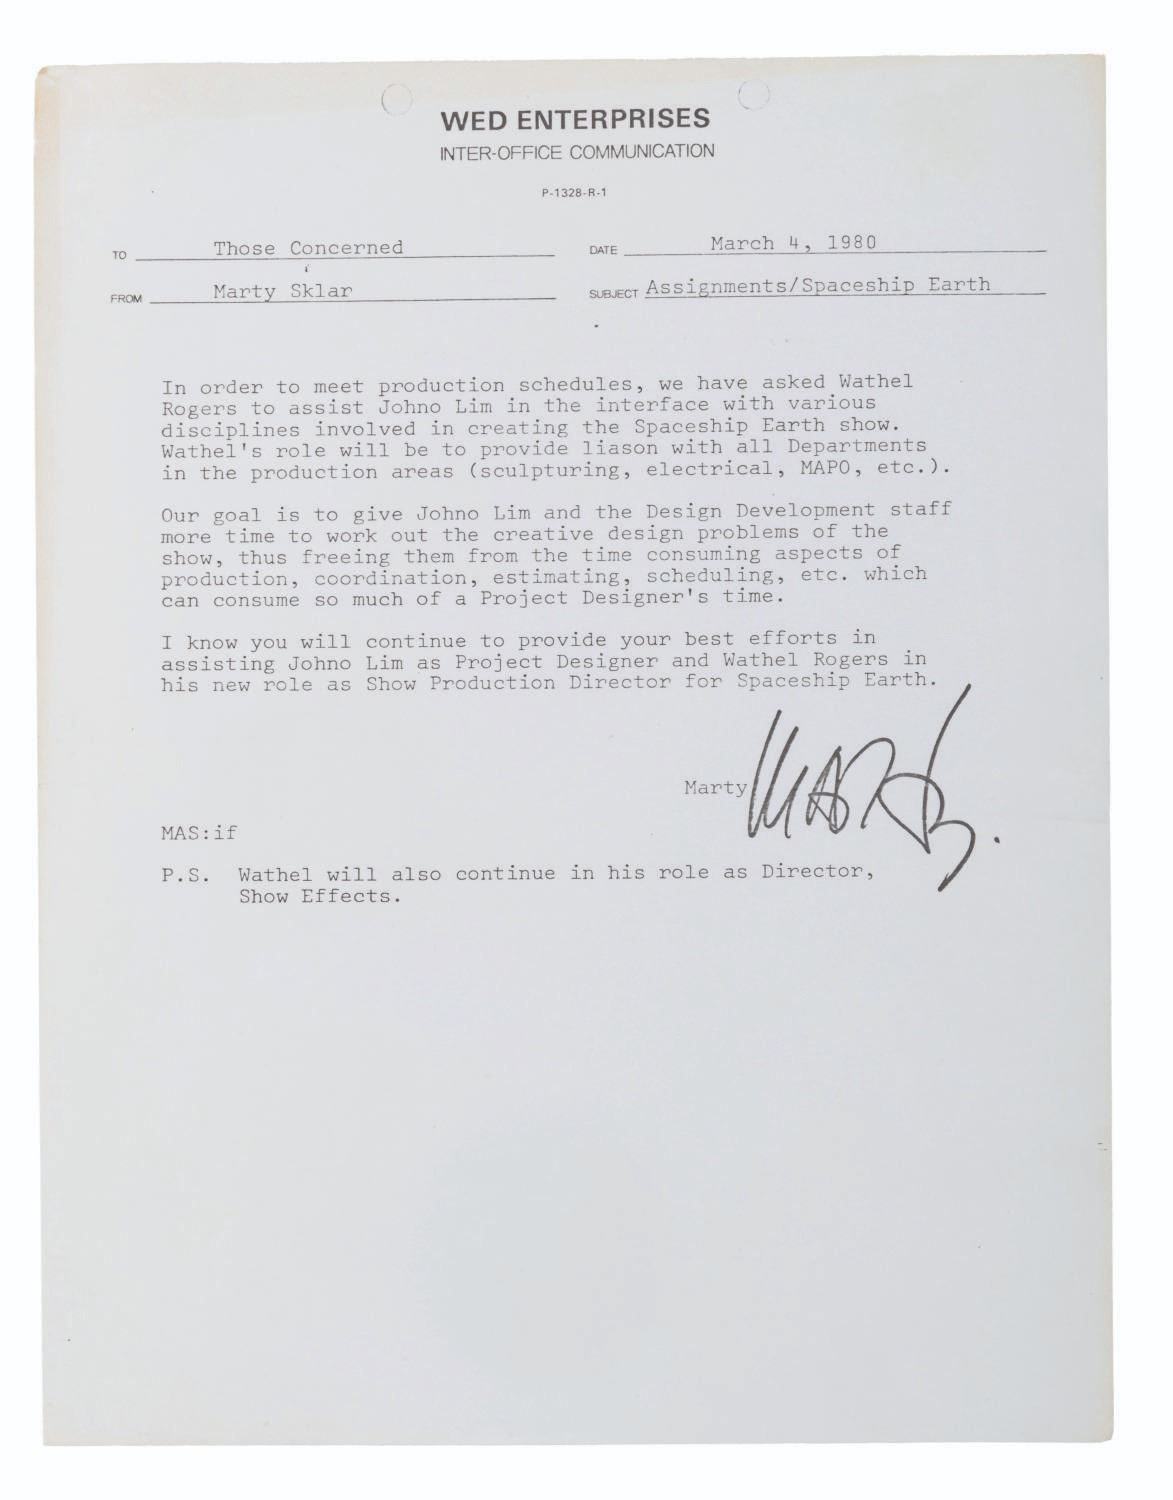 WED ENTERPRISES
INTER-OFFICE COMMUNICATION
P-1328-R-1
TO Those Concerned DATE March 4, 1980
FROM Marty Sklar SUBJECT Assignments/Spaceship Earth
In order to meet production schedules, we have asked Wathel
Rogers to assist Johno Lim in the interface with various
disciplines involved in creating the Spaceship Earth show.
Wathel's role will be to provide liason with all Departments
in the production areas (sculpturing, electrical, MAPO, etc.).
Our goal is to give Johno Lim and the Design Development staff
more time to work out the creative design problems of the
show, thus freeing them from the time consuming aspects of
production, coordination, estimating, scheduling, etc. which
can consume so much of a Project Designer's time.
I know you will continue to provide your best efforts in
assisting Johno Lim as Project Designer and Wathel Rogers in
his new role as Show Production Director for Spaceship Earth.
Marty MARTY.
MAS:if
P.S. Wathel will also continue in his role as Director,
Show Effects.